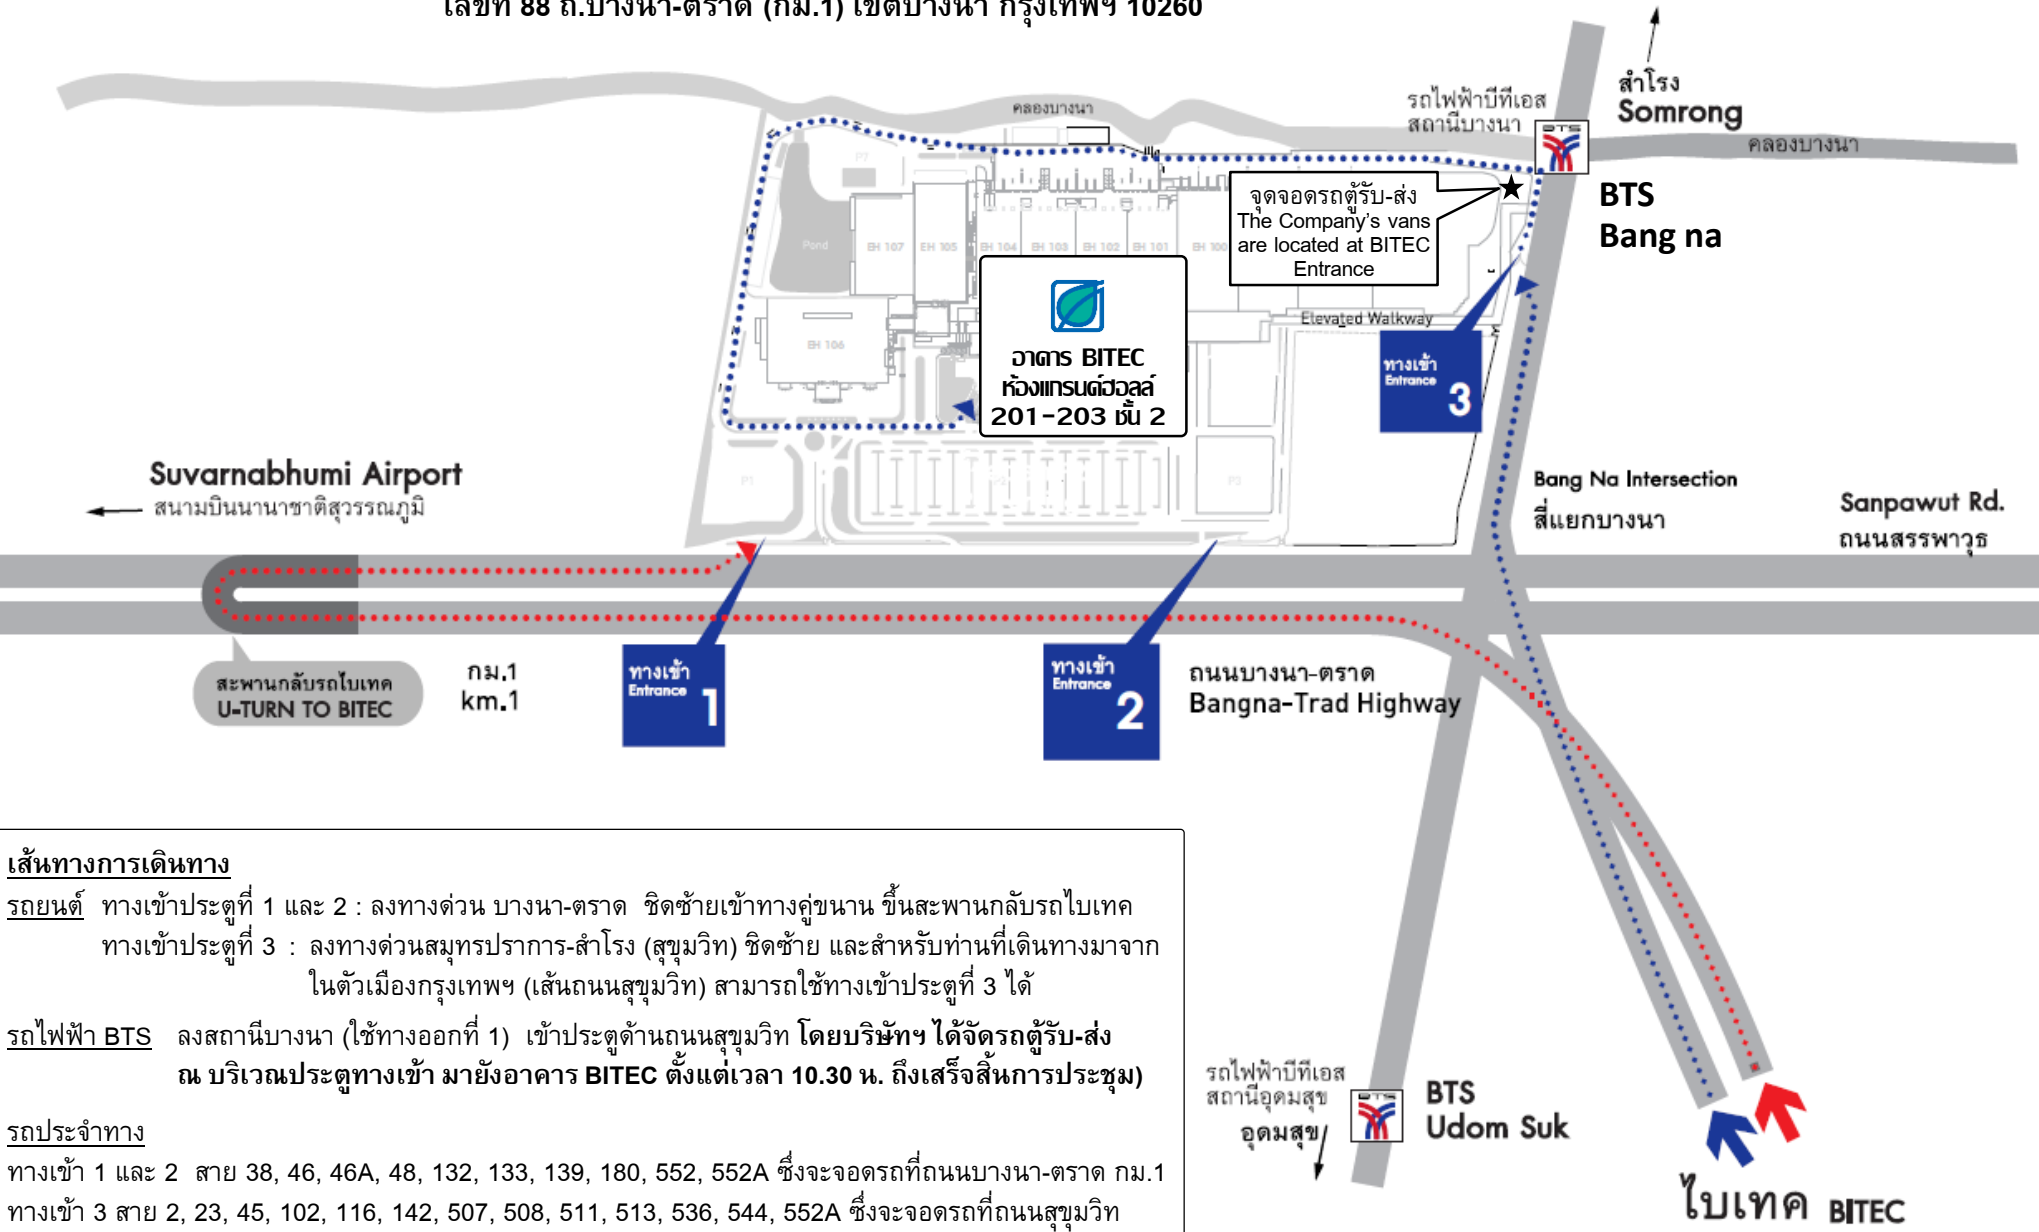 เลขที่ 88 ถ.บางนา-ตราด (กม.1) เขตบางนา กรุงเทพฯ 10260
สำโรง
Somrong
รถไฟฟ้าบีทีเอส
สถานีบางนา
BTS
คลองบางนา
คลองบางนา
BTS
Bang na
จุดจอดรถตู้รับ-ส่ง
The Company's vans
are located at BITEC
Entrance
P7
Pond
EH 107
EH 105
EH 104
EH 103
EH 102
EH 101
EH 100
EH 106
Elevated Walkway
อาคาร BITEC
ห้องแกรนด์ฮอลล์
201-203 ชั้น 2
ทางเข้า
Entrance
3
P1
P2
P3
Suvarnabhumi Airport
สนามบินนานาชาติสุวรรณภูมิ
Bang Na Intersection
สี่แยกบางนา
Sanpawut Rd.
ถนนสรรพาวุธ
สะพานกลับรถไบเทค
U-TURN TO BITEC
กม.1
km.1
ทางเข้า
Entrance
1
ทางเข้า
Entrance
2
ถนนบางนา-ตราด
Bangna-Trad Highway
เส้นทางการเดินทาง
รถยนต์ ทางเข้าประตูที่ 1 และ 2 : ลงทางด่วน บางนา-ตราด ชิดซ้ายเข้าทางคู่ขนาน ขึ้นสะพานกลับรถไบเทค
ทางเข้าประตูที่ 3 : ลงทางด่วนสมุทรปราการ-สำโรง (สุขุมวิท) ชิดซ้าย และสำหรับท่านที่เดินทางมาจาก
ในตัวเมืองกรุงเทพฯ (เส้นถนนสุขุมวิท) สามารถใช้ทางเข้าประตูที่ 3 ได้
รถไฟฟ้า BTS ลงสถานีบางนา (ใช้ทางออกที่ 1) เข้าประตูด้านถนนสุขุมวิท โดยบริษัทฯ ได้จัดรถตู้รับ-ส่ง
ณ บริเวณประตูทางเข้า มายังอาคาร BITEC ตั้งแต่เวลา 10.30 น. ถึงเสร็จสิ้นการประชุม)
รถประจำทาง
ทางเข้า 1 และ 2 สาย 38, 46, 46A, 48, 132, 133, 139, 180, 552, 552A ซึ่งจะจอดรถที่ถนนบางนา-ตราด กม.1
ทางเข้า 3 สาย 2, 23, 45, 102, 116, 142, 507, 508, 511, 513, 536, 544, 552A ซึ่งจะจอดรถที่ถนนสุขุมวิท
รถไฟฟ้าบีทีเอส
สถานีอุดมสุข
อุดมสุข
BTS
BTS
Udom Suk
ไบเทค BITEC